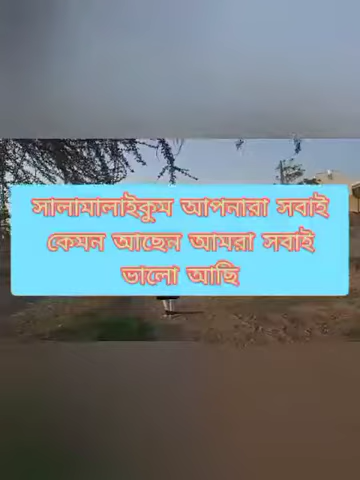 সালামালাইকুম আপনারা সবাই
কেমন আছেন আমরা সবাই
ভালো আছি